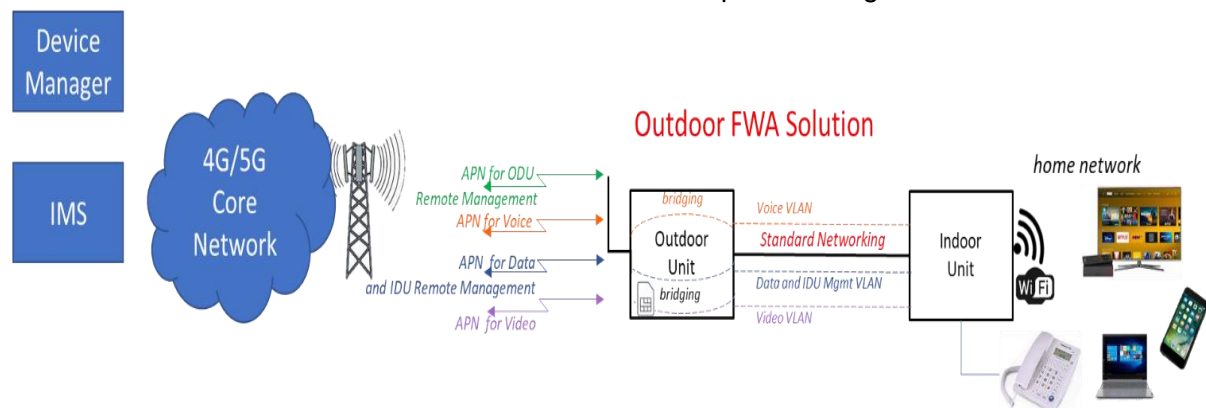 Device
Manager
IMS
4G/5G
Core
Network
Outdoor FWA Solution
APN for ODU
Remote Management
APN for Voice
APN for Data
and IDU Remote Management
APN for Video
bridging
Outdoor
Unit
bridging
Voice VLAN
Standard Networking
Data and IDU Mgmt VLAN
Video VLAN
Indoor
Unit
home network
Wi Fi